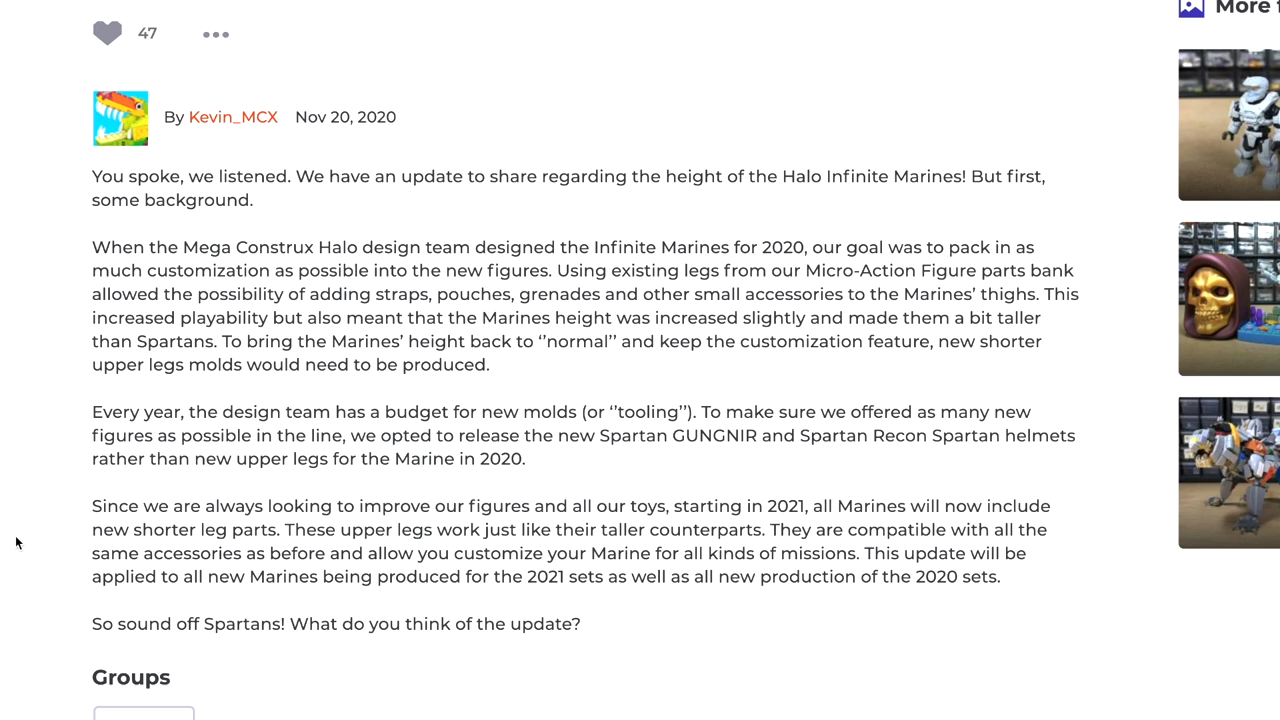 More f
47
By Kevin_MCX Nov 20, 2020
You spoke, we listened. We have an update to share regarding the height of the Halo Infinite Marines! But first,
some background.
When the Mega Construx Halo design team designed the Infinite Marines for 2020, our goal was to pack in as
much customization as possible into the new figures. Using existing legs from our Micro-Action Figure parts bank
allowed the possibility of adding straps, pouches, grenades and other small accessories to the Marines’ thighs. This
increased playability but also meant that the Marines height was increased slightly and made them a bit taller
than Spartans. To bring the Marines’ height back to ‘’normal’’ and keep the customization feature, new shorter
upper legs molds would need to be produced.
Every year, the design team has a budget for new molds (or ‘’tooling’’). To make sure we offered as many new
figures as possible in the line, we opted to release the new Spartan GUNGNIR and Spartan Recon Spartan helmets
rather than new upper legs for the Marine in 2020.
Since we are always looking to improve our figures and all our toys, starting in 2021, all Marines will now include
new shorter leg parts. These upper legs work just like their taller counterparts. They are compatible with all the
same accessories as before and allow you customize your Marine for all kinds of missions. This update will be
applied to all new Marines being produced for the 2021 sets as well as all new production of the 2020 sets.
So sound off Spartans! What do you think of the update?
Groups